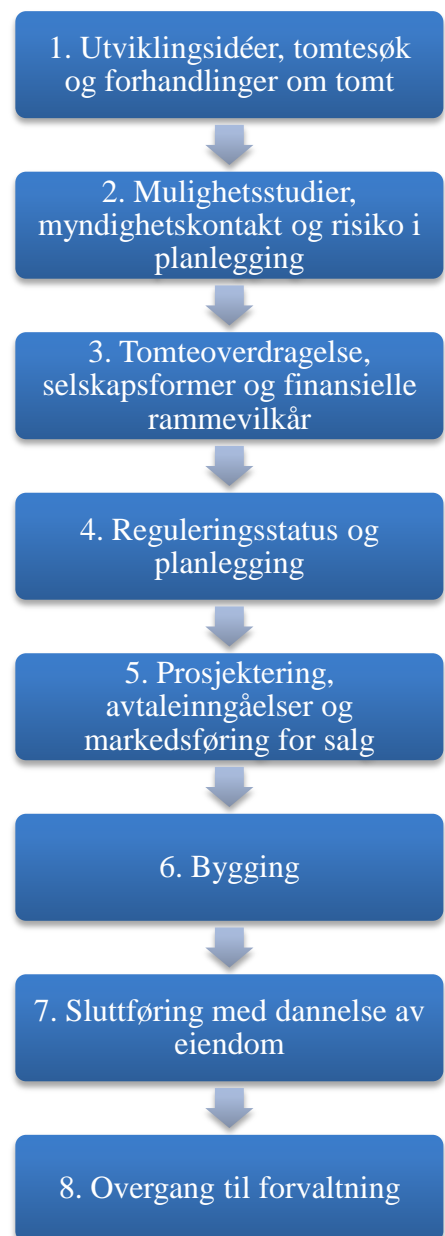 1. Utviklingsidéer, tomtesøk
og forhandlinger om tomt
2. Mulighetsstudier,
myndighetskontakt og risiko i
planlegging
3. Tomteoverdragelse,
selskapsformer og finansielle
rammevilkår
4. Reguleringsstatus og
planlegging
5. Prosjektering,
avtaleinngåelser og
markedsføring for salg
6. Bygging
7. Sluttføring med dannelse av
eiendom
8. Overgang til forvaltning